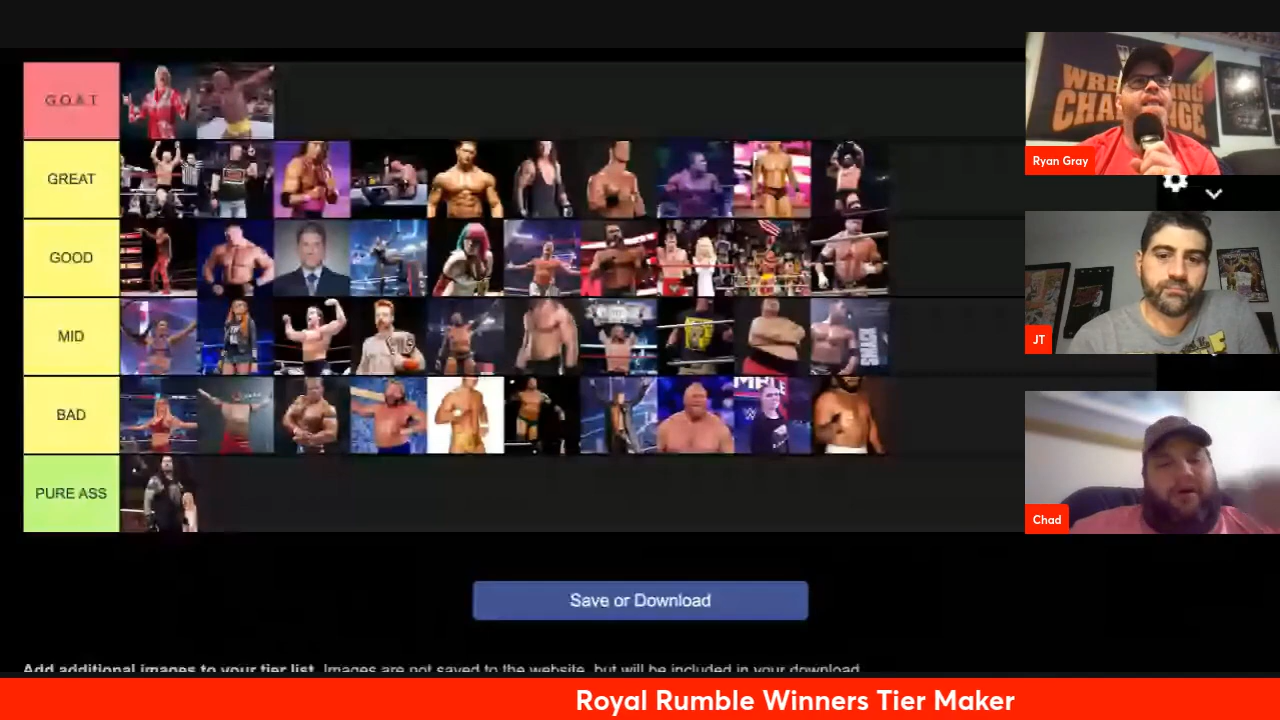 G.O.A.T
GREAT
GOOD
MID
BAD
PURE ASS
SMACK
Save or Download
Add additional images to your tier list. Images are not saved to the website, but will be included in your download
Ryan Gray
JT
Chad
Royal Rumble Winners Tier Maker